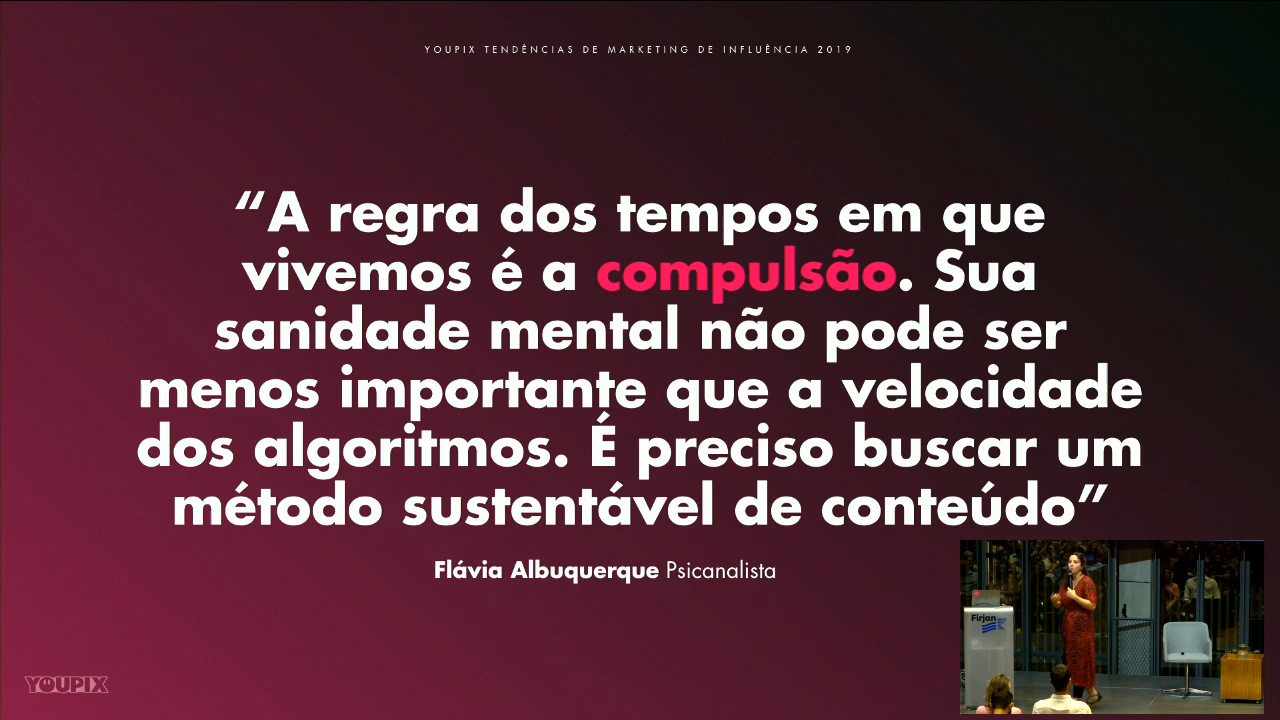 YOUPIX TENDÊNCIAS DE MARKETING DE INFLUÊNCIA 2019
“A regra dos tempos em que
vivemos é a compulsão. Sua
sanidade mental não pode ser
menos importante que a velocidade
dos algoritmos. É preciso buscar um
método sustentável de conteúdo”
Flávia Albuquerque Psicanalista
Firjan
YOUPIX